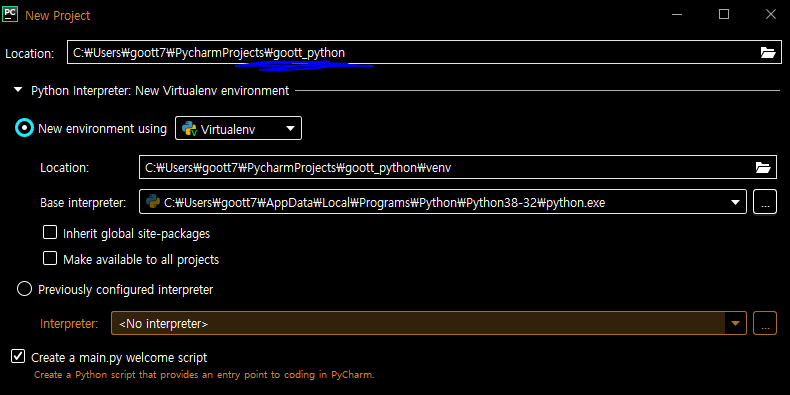 PC New Project
Location: C:₩Users₩goott7₩PycharmProjects₩goott_python
Python Interpreter: New Virtualenv environment
New environment using Virtualenv
Location: C:₩Users₩goott7₩PycharmProjects₩goott_python₩venv
Base interpreter: C:₩Users₩goott7₩AppData₩Local₩Programs₩Python₩Python38-32₩python.exe ...
Inherit global site-packages
Make available to all projects
Previously configured interpreter
Interpreter: <No interpreter> ...
Create a main.py welcome script
Create a Python script that provides an entry point to coding in PyCharm.